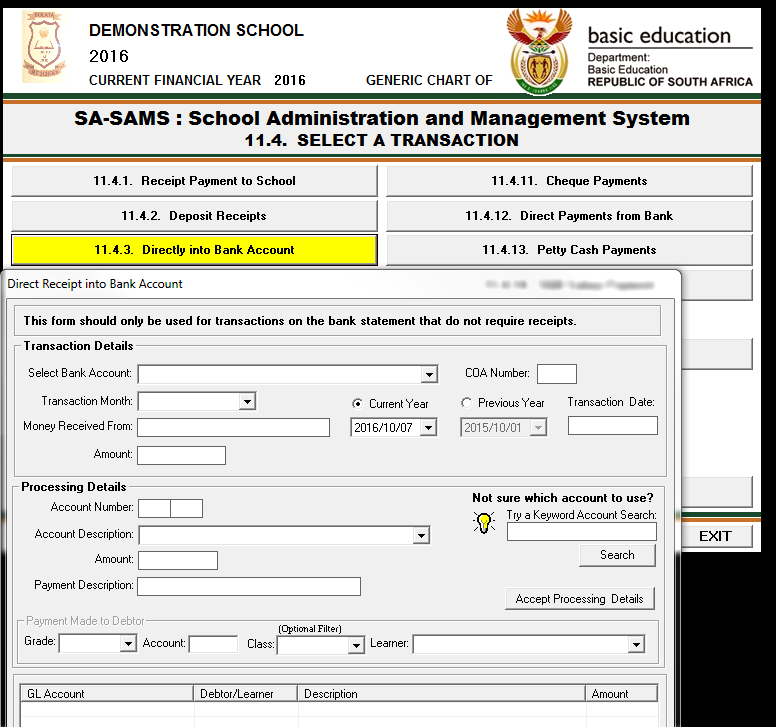 DEMONSTRATION SCHOOL
2016
CURRENT FINANCIAL YEAR 2016 GENERIC CHART OF
basic education
Department:
Basic Education
REPUBLIC OF SOUTH AFRICA
SA-SAMS : School Administration and Management System
11.4. SELECT A TRANSACTION
11.4.1. Receipt Payment to School
11.4.11. Cheque Payments
11.4.2. Deposit Receipts
11.4.12. Direct Payments from Bank
11.4.3. Directly into Bank Account
11.4.13. Petty Cash Payments
Direct Receipt into Bank Account
This form should only be used for transactions on the bank statement that do not require receipts.
Transaction Details
Select Bank Account:
COA Number:
Transaction Month:
Current Year
Previous Year
Transaction Date:
Money Received From:
2016/10/07
2015/10/01
Amount:
Processing Details
Not sure which account to use?
Account Number:
Try a Keyword Account Search:
Account Description:
EXIT
Amount:
Search
Payment Description:
Accept Processing Details
Payment Made to Debtor
(Optional Filter)
Grade:
Account:
Class:
Learner:
GL Account
Debtor/Learner
Description
Amount